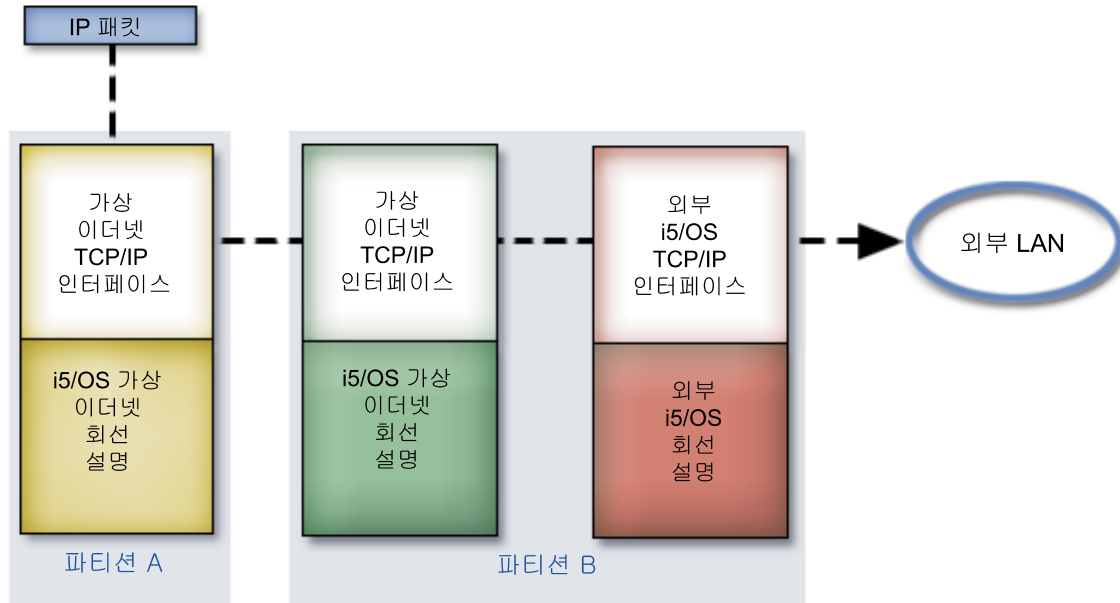 IP 패킷
가상
이더넷
TCP/IP
인터페이스
i5/OS 가상
이더넷
회선
설명
파티션 A
가상
이더넷
TCP/IP
인터페이스
i5/OS 가상
이더넷
회선
설명
외부
i5/OS
TCP/IP
인터페이스
외부
i5/OS
회선
설명
파티션 B
외부 LAN